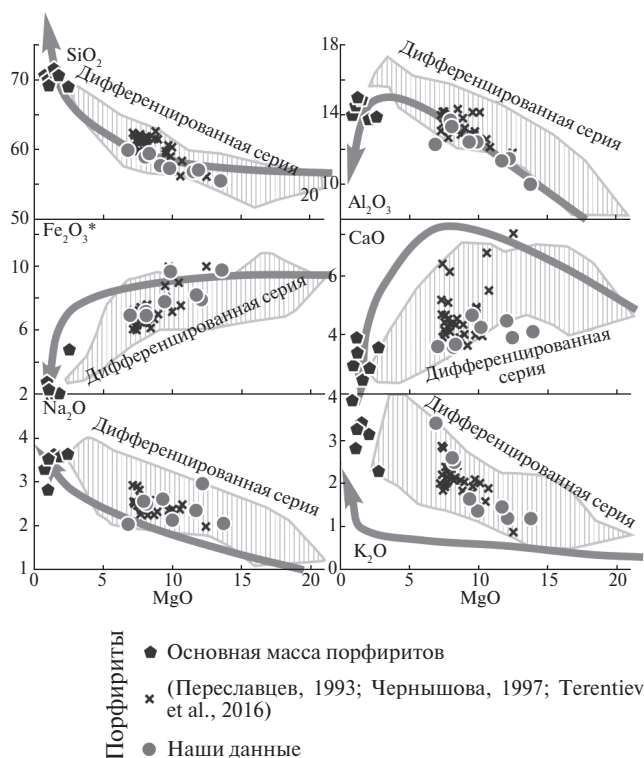 SiO2
Дифференцированная серия
70
60
50
20
18
14
10
Дифференцированная серия
Al2O3
Fe2O3*
10
6
2
Дифференцированная серия
CaO
6
4
2
Дифференцированная
серия
Na2O
4
3
2
1
Дифференцированная серия
0 5 10 15 20
MgO
3
2
1
0
Дифференцированная серия
K2O
0 5 10 15 20
MgO
Порфириты
Основная масса порфиритов
(Переславцев, 1993; Чернышова, 1997; Terentiev
et al., 2016)
Наши данные